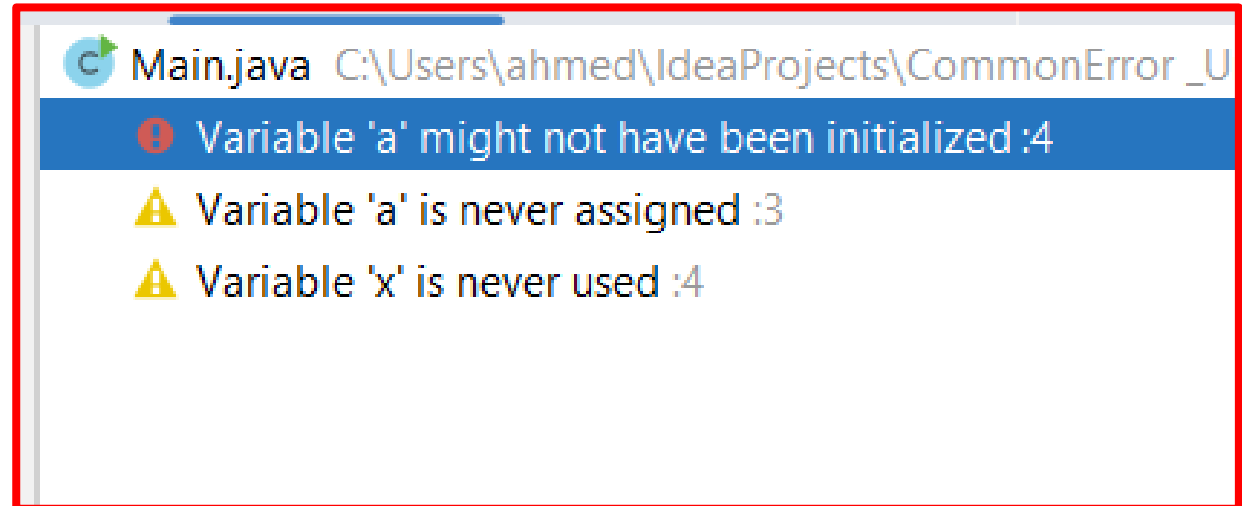 C Main.java C:\Users\ahmed\IdeaProjects\CommonError _U
Variable 'a' might not have been initialized :4
Variable 'a' is never assigned :3
Variable 'x' is never used :4